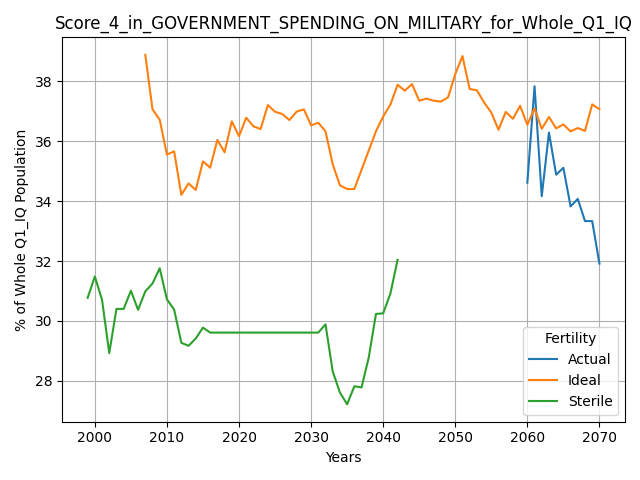 Score_4_in_GOVERNMENT_SPENDING_ON_MILITARY_for_Whole_Q1_IQ
% of Whole Q1_IQ Population
38
36
34
32
30
28
2000 2010 2020 2030 2040 2050 2060 2070
Years
Fertility
Actual
Ideal
Sterile